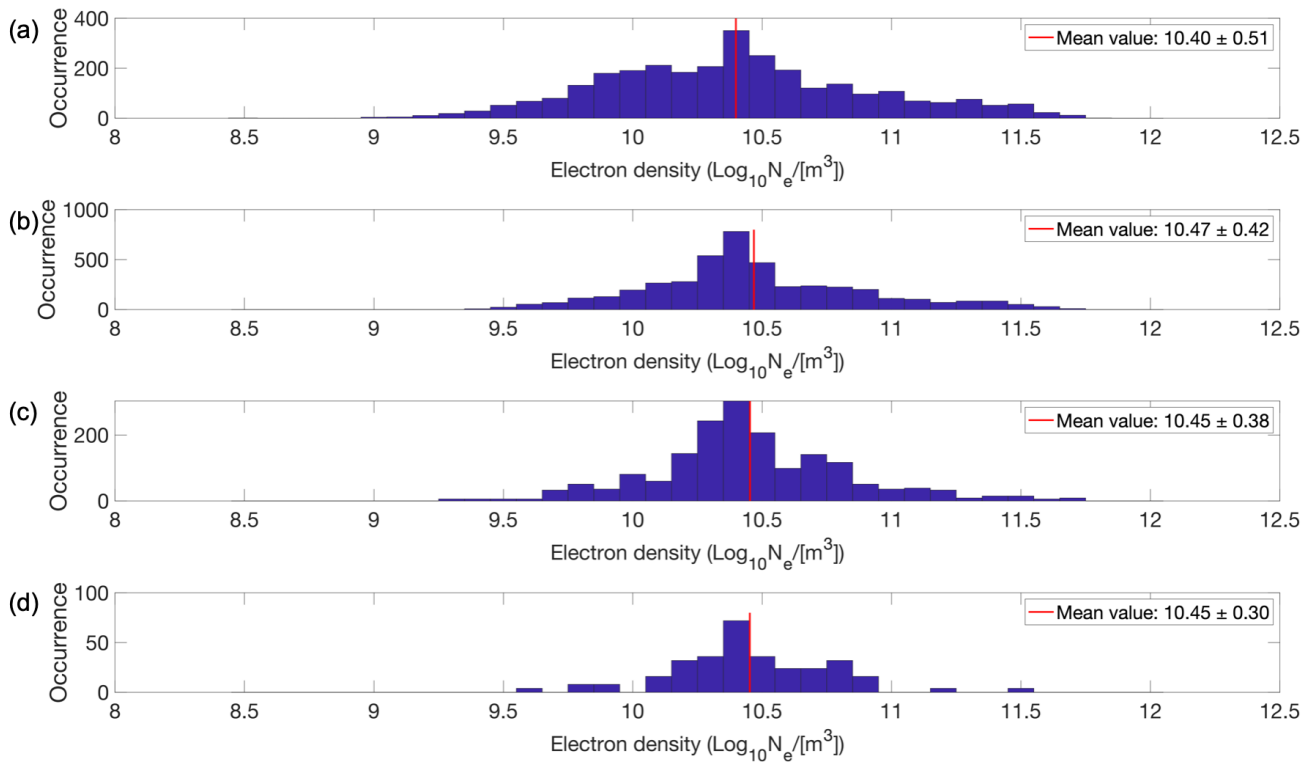 (a)
Occurrence
400
200
0
Mean value: 10.40 ± 0.51
8 8.5 9 9.5 10 10.5 11 11.5 12 12.5
Electron density (Log10Ne/[m3])
(b)
Occurrence
1000
500
0
Mean value: 10.47 ± 0.42
8 8.5 9 9.5 10 10.5 11 11.5 12 12.5
Electron density (Log10Ne/[m3])
(c)
Occurrence
200
0
Mean value: 10.45 ± 0.38
8 8.5 9 9.5 10 10.5 11 11.5 12 12.5
Electron density (Log10Ne/[m3])
(d)
Occurrence
100
50
0
Mean value: 10.45 ± 0.30
8 8.5 9 9.5 10 10.5 11 11.5 12 12.5
Electron density (Log10Ne/[m3])